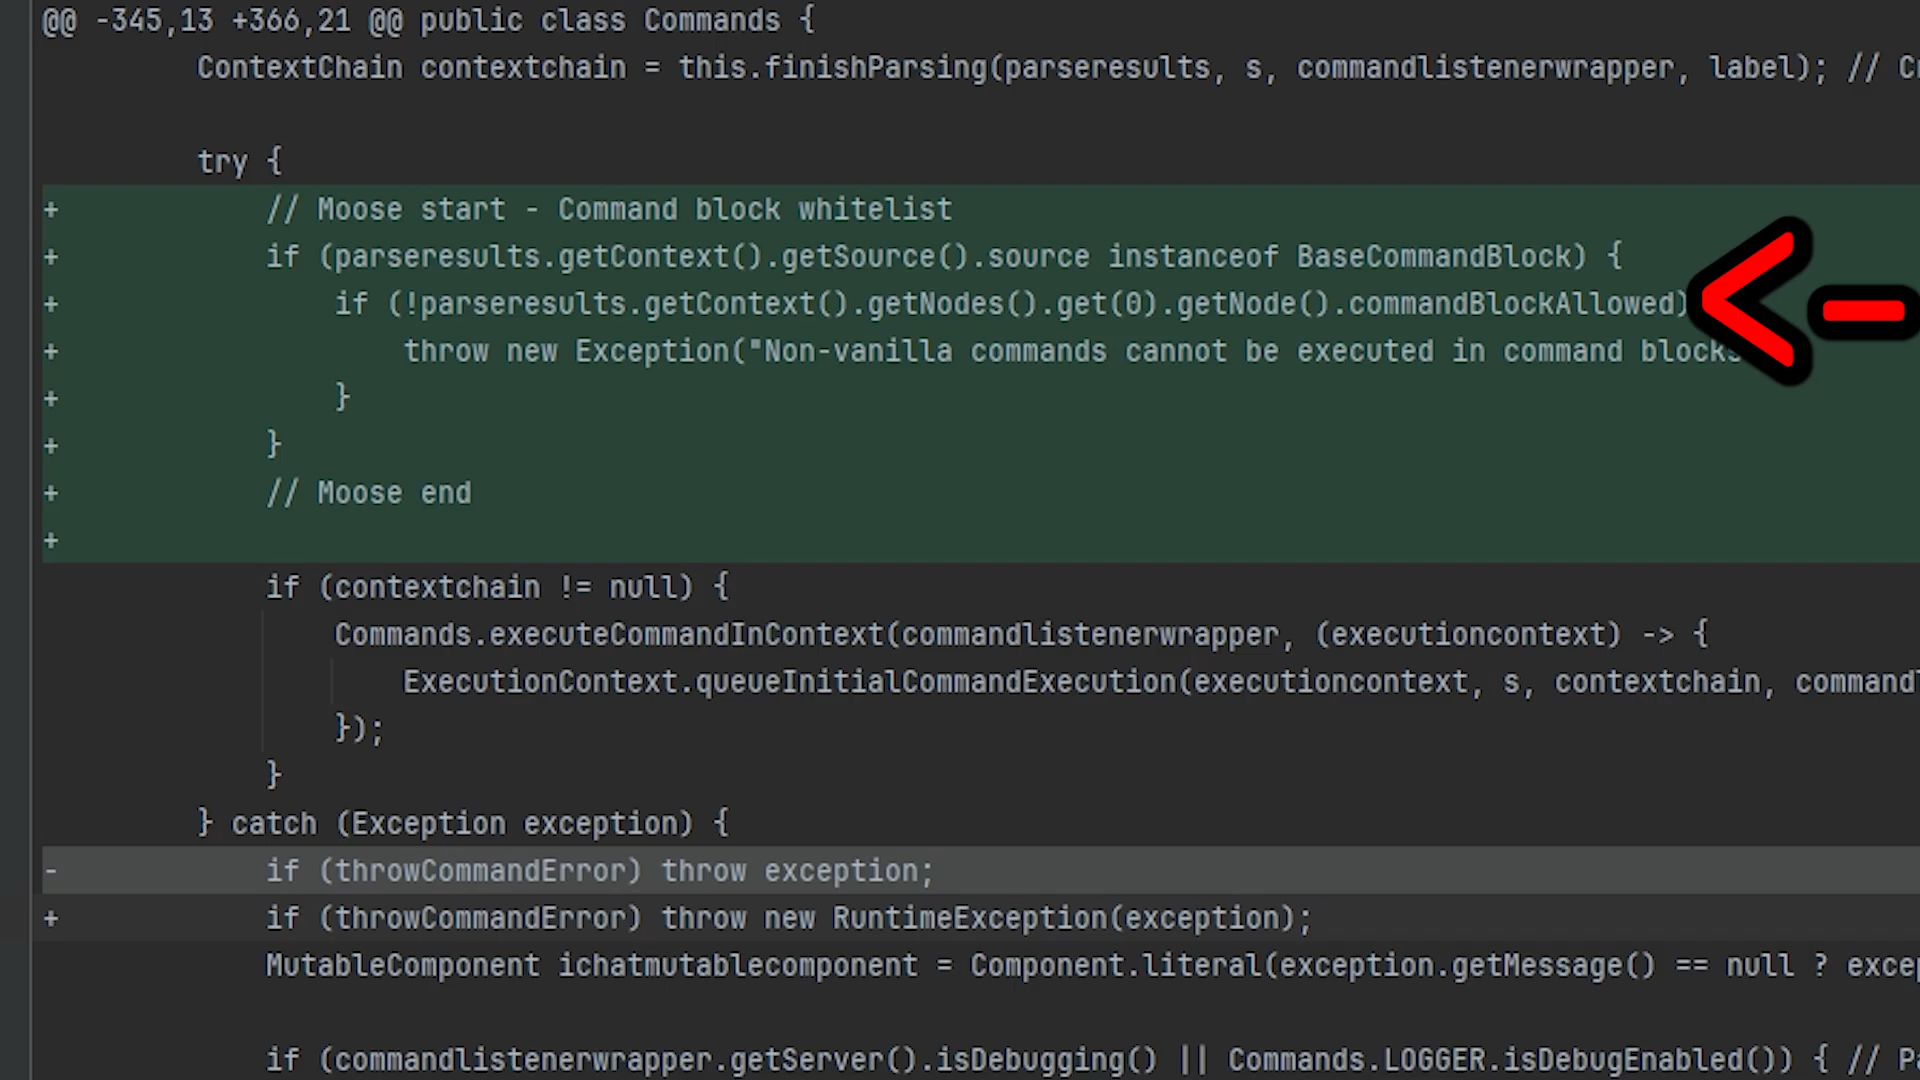 @@ -345,13 +366,21 @@ public class Commands {
ContextChain contextchain = this.finishParsing(parseresults, s, commandlistenerwrapper, label); //
try {
+ // Moose start - Command block whitelist
+ if (parseresults.getContext().getSource().source instanceof BaseCommandBlock) {
+ if (!parseresults.getContext().getNodes().get(0).getNode().commandBlockAllowed)
+ throw new Exception("Non-vanilla commands cannot be executed in command blocks
+ }
+ }
+ // Moose end
+
if (contextchain != null) {
Commands.executeCommandInContext(commandlistenerwrapper, (executioncontext) -> {
ExecutionContext.queueInitialCommandExecution(executioncontext, s, contextchain,
});
}
} catch (Exception exception) {
- if (throwCommandError) throw exception;
+ if (throwCommandError) throw new RuntimeException(exception);
MutableComponent ichatmutablecomponent = Component.literal(exception.getMessage() == null ?
if (commandlistenerwrapper.getServer().isDebugging() || Commands.LOGGER.isDebugEnabled()) { //